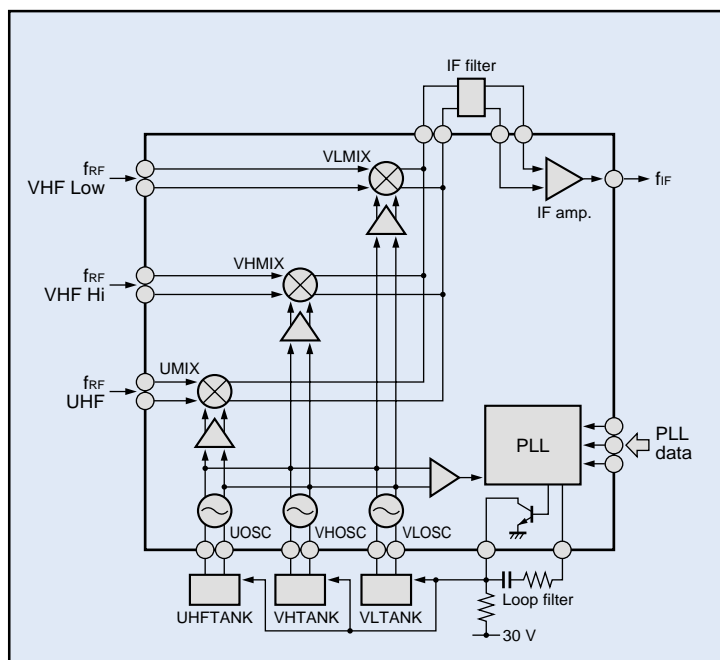 IF filter
fRF
VHF Low
VLMIX
fIF
IF amp.
fRF
VHF Hi
VHMIX
fRF
UHF
UMIX
PLL
PLL
data
UOSC
VHOSC
VLOSC
UHFTANK
VHTANK
VLTANK
Loop filter
30 V